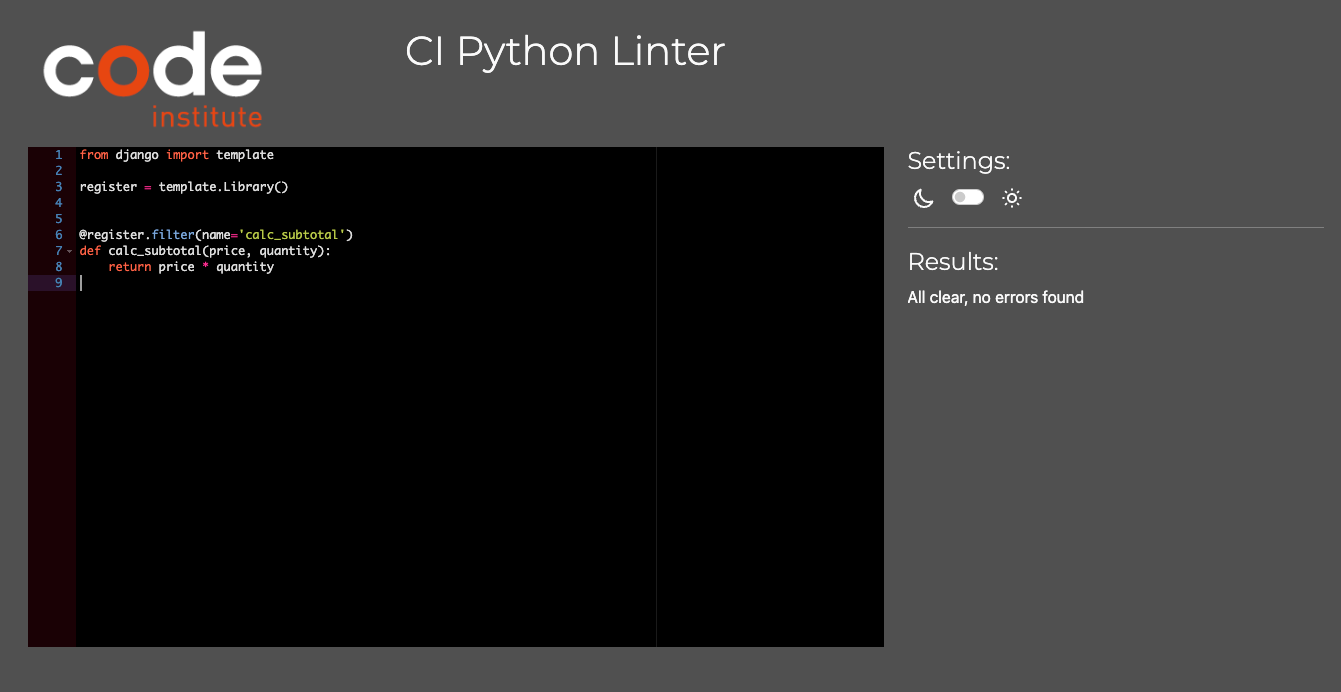 code
institute
CI Python Linter
1 from django import template
2
3 register = template.Library()
4
5
6 @register.filter(name='calc_subtotal')
7 def calc_subtotal(price, quantity):
8     return price * quantity
9
Settings:
Results:
All clear, no errors found